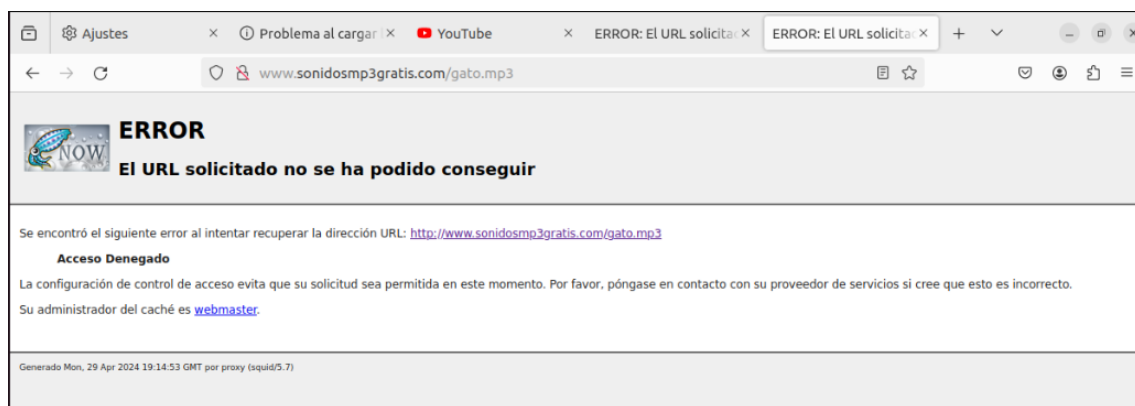 Ajustes
Problema al cargar l
YouTube
ERROR: El URL solicitad
ERROR: El URL solicitad
www.sonidosmp3gratis.com/gato.mp3
NOW
ERROR
El URL solicitado no se ha podido conseguir
Se encontró el siguiente error al intentar recuperar la dirección URL: http://www.sonidosmp3gratis.com/gato.mp3
Acceso Denegado
La configuración de control de acceso evita que su solicitud sea permitida en este momento. Por favor, póngase en contacto con su proveedor de servicios si cree que esto es incorrecto.
Su administrador del caché es webmaster.
Generado Mon, 29 Apr 2024 19:14:53 GMT por proxy (squid/5.7)